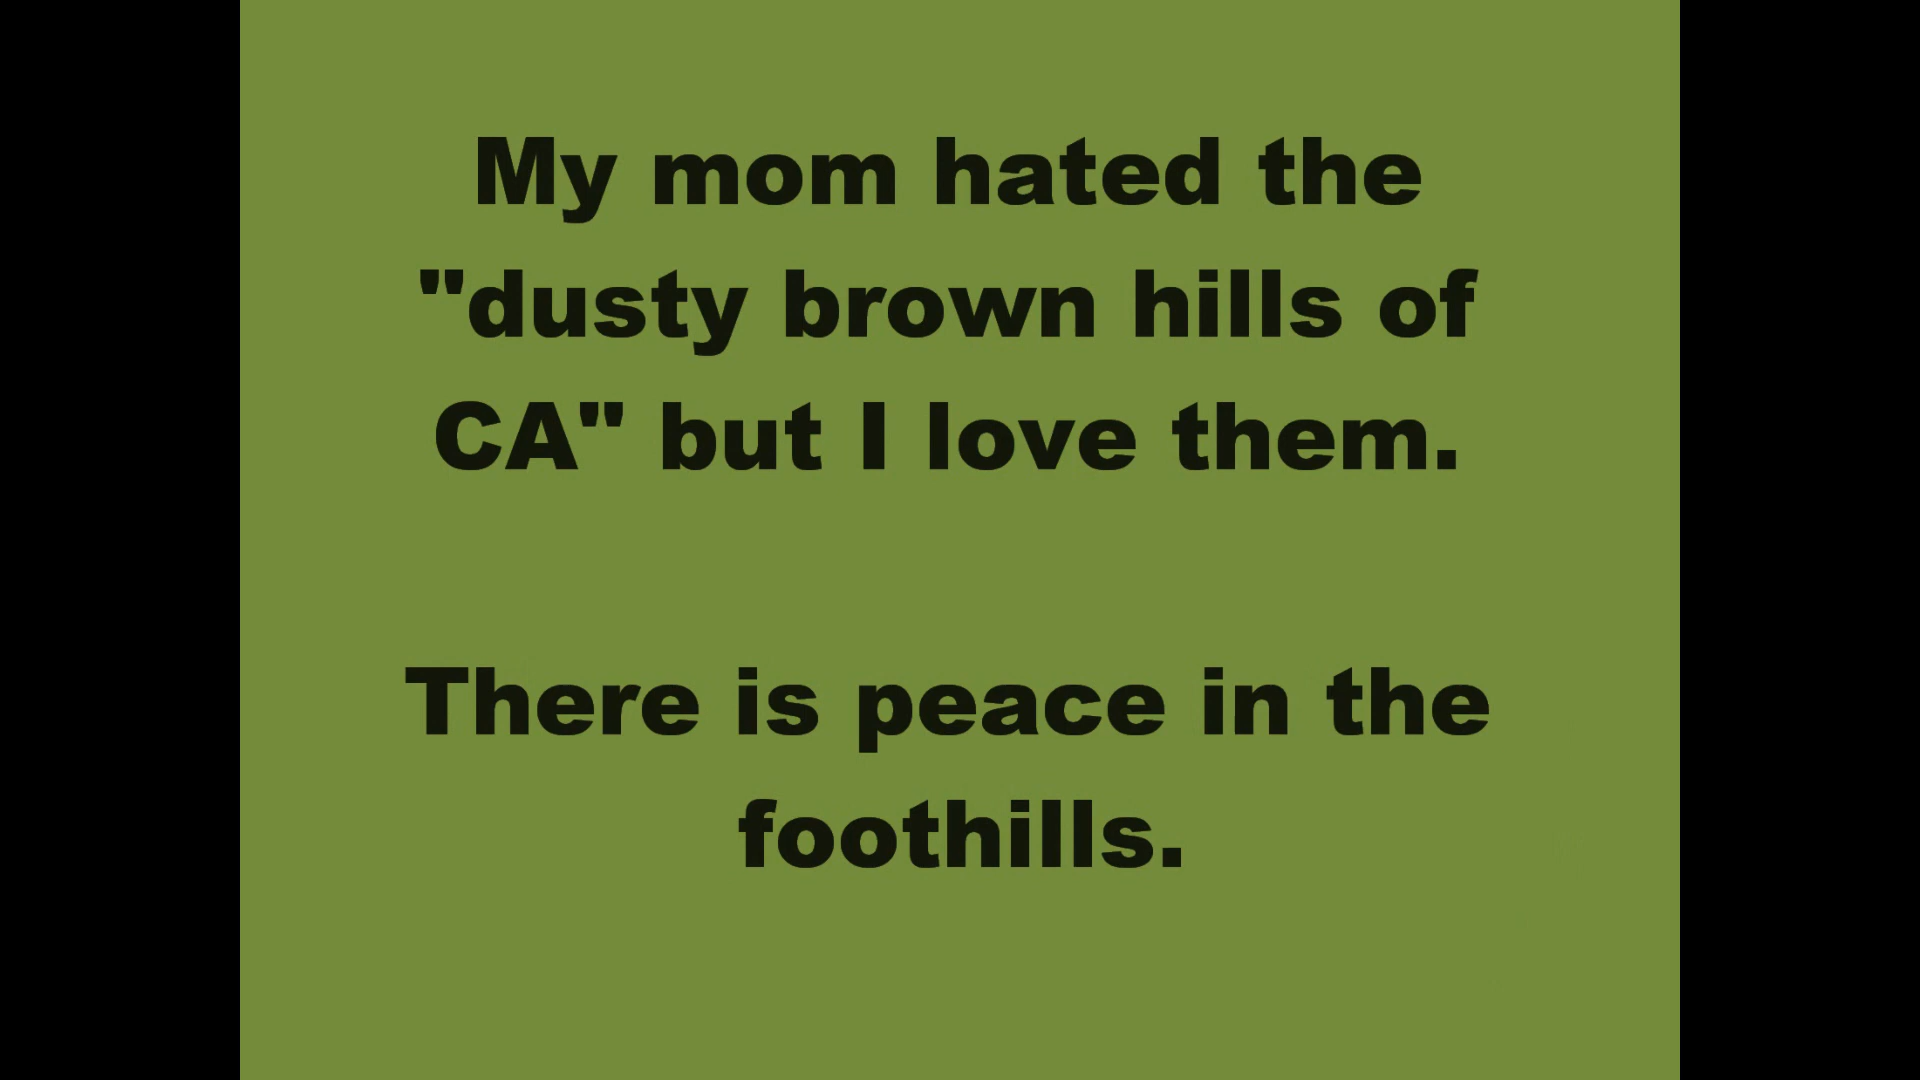 My mom hated the
"dusty brown hills of
CA" but I love them.
There is peace in the
foothills.